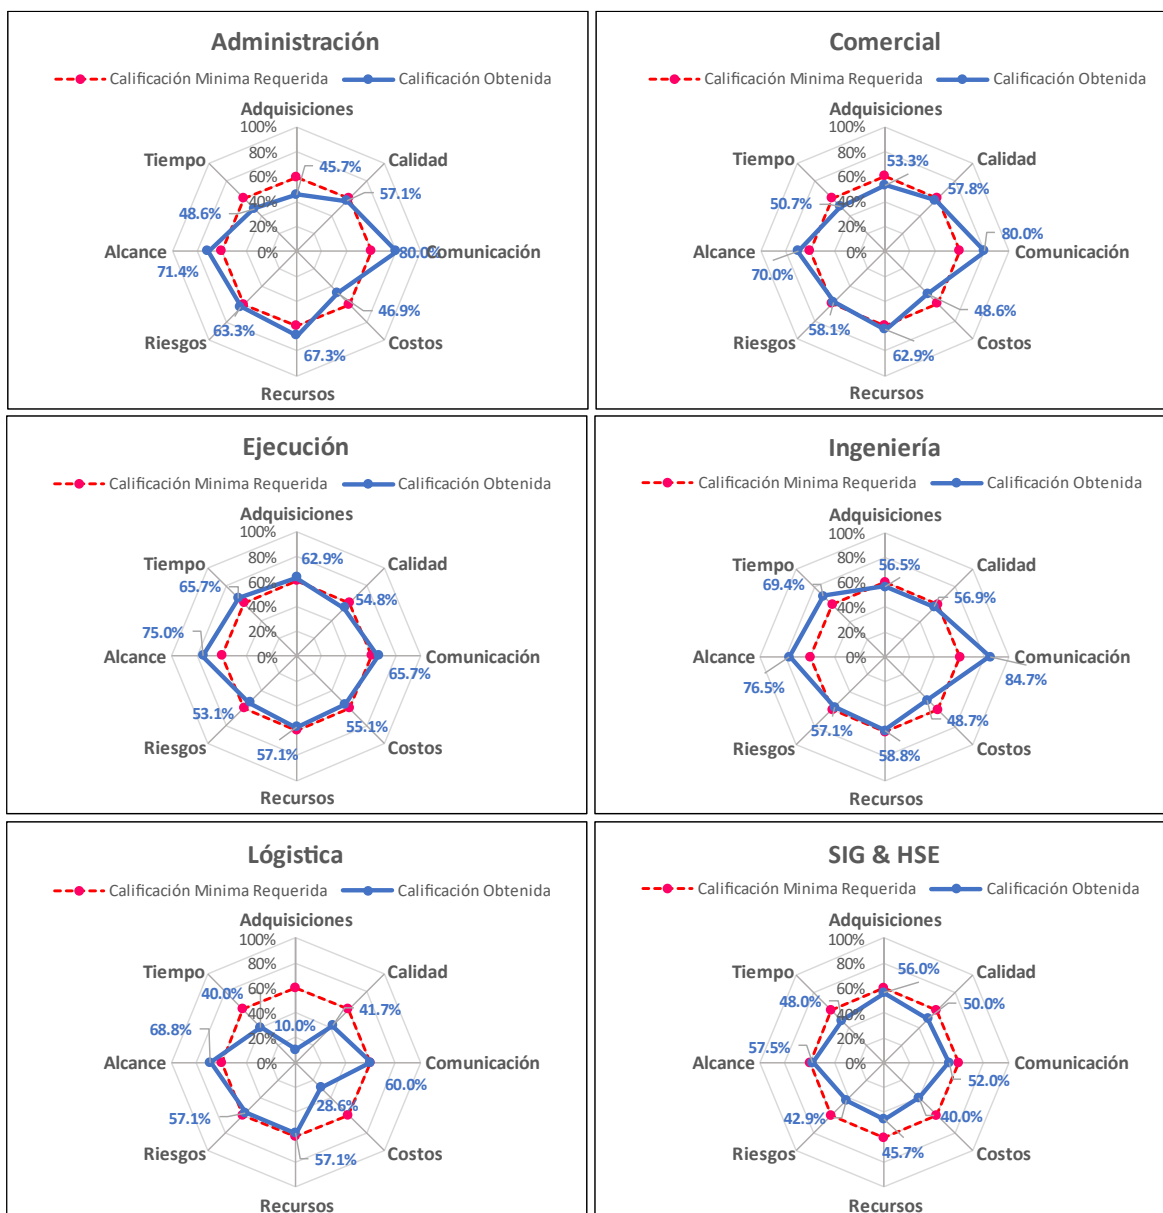 Administración
Calificación Minima Requerida
Calificación Obtenida
Adquisiciones
100%
80%
60%
40%
20%
0%
Tiempo
Calidad
45.7%
57.1%
48.6%
Alcance
80.0%
Comunicación
71.4%
46.9%
63.3%
Riesgos
67.3%
Costos
Recursos
Comercial
Calificación Minima Requerida
Calificación Obtenida
Adquisiciones
100%
80%
60%
40%
20%
0%
Tiempo
53.3%
Calidad
57.8%
50.7%
80.0%
Alcance
Comunicación
70.0%
48.6%
58.1%
Riesgos
62.9%
Costos
Recursos
Ejecución
Calificación Minima Requerida
Calificación Obtenida
Adquisiciones
100%
80%
60%
40%
20%
0%
Tiempo
62.9%
Calidad
65.7%
54.8%
75.0%
Alcance
Comunicación
65.7%
53.1%
55.1%
Riesgos
57.1%
Costos
Recursos
Ingeniería
Calificación Minima Requerida
Calificación Obtenida
Adquisiciones
100%
80%
60%
40%
20%
0%
Tiempo
56.5%
Calidad
69.4%
56.9%
Alcance
Comunicación
76.5%
84.7%
57.1%
48.7%
Riesgos
58.8%
Costos
Recursos
Lógistica
Calificación Minima Requerida
Calificación Obtenida
Adquisiciones
100%
80%
60%
40%
20%
0%
Tiempo
Calidad
40.0%
10.0%
41.7%
68.8%
Alcance
Comunicación
60.0%
57.1%
28.6%
Riesgos
57.1%
Costos
Recursos
SIG & HSE
Calificación Minima Requerida
Calificación Obtenida
Adquisiciones
100%
80%
60%
40%
20%
0%
Tiempo
56.0%
Calidad
48.0%
50.0%
57.5%
Alcance
Comunicación
52.0%
42.9%
40.0%
Riesgos
45.7%
Costos
Recursos